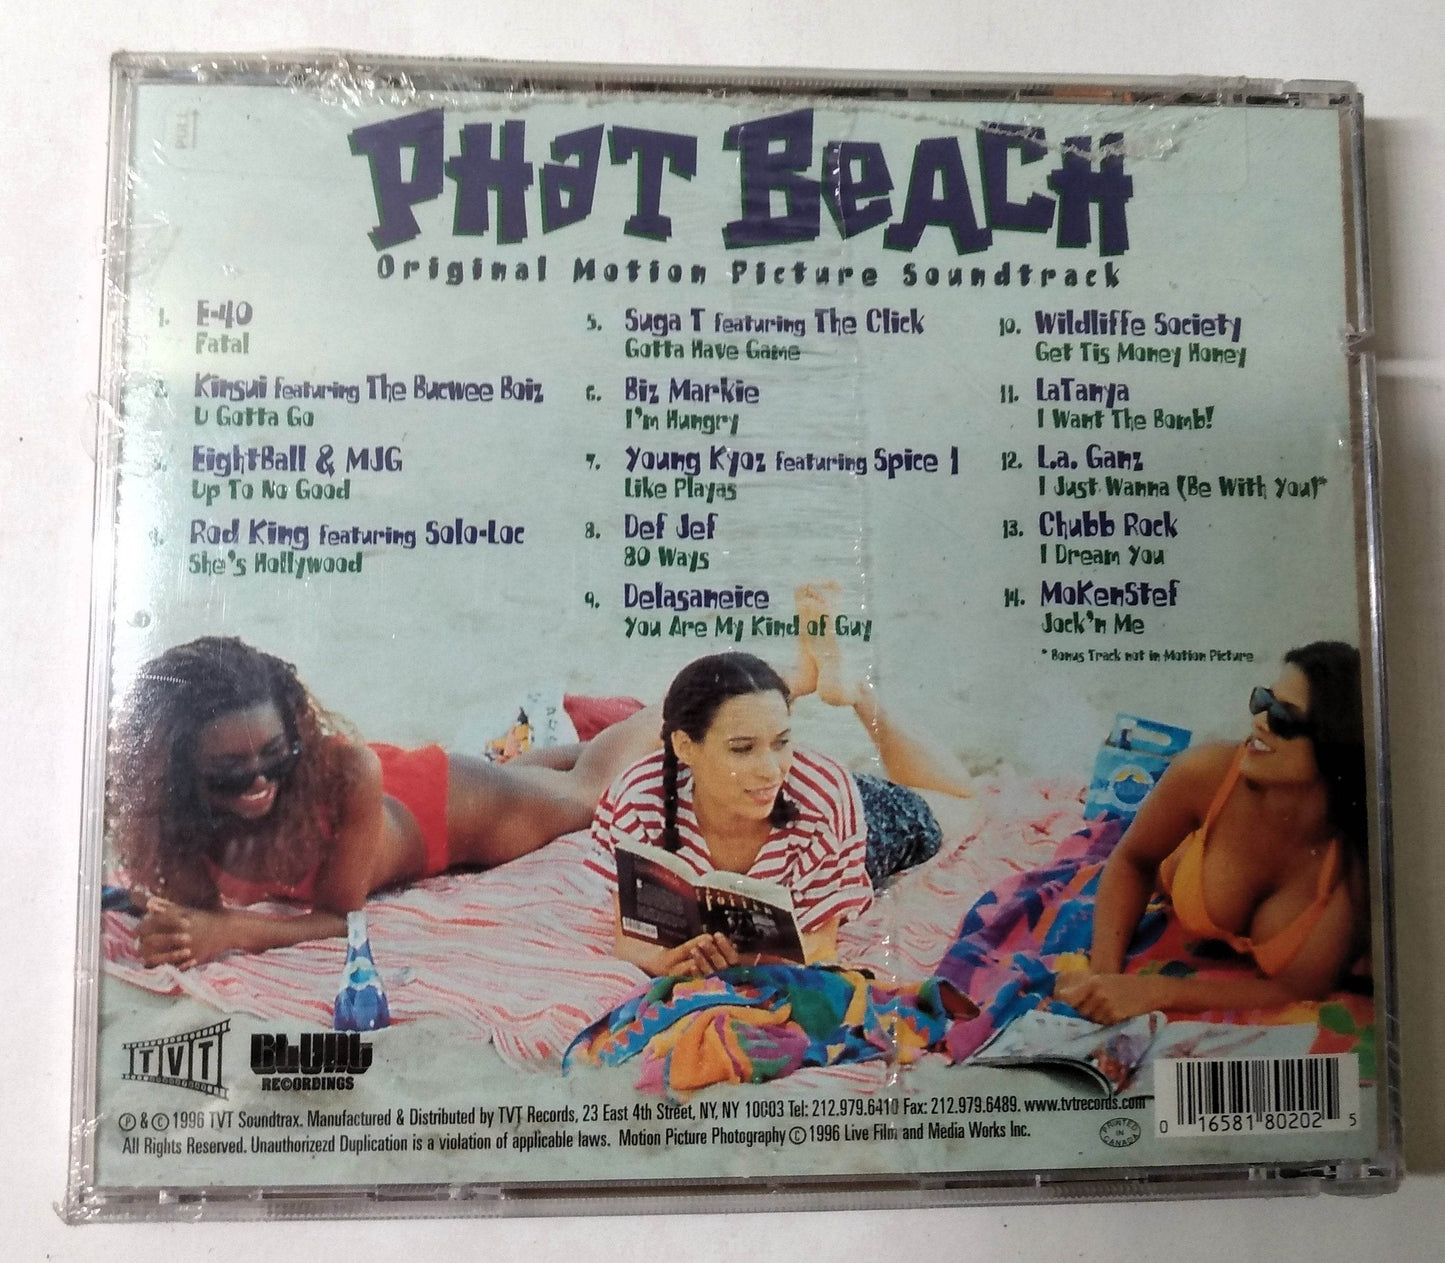 PHAT BEACH
Original Motion Picture Soundtrack
1. E-40
Fatal
2. Kinsui featuring The Bucwee Boiz
U Gotta Go
3. EightBall & MJG
Up To No Good
4. Rod King featuring Solo-Loc
She's Hollywood
5. Suga T featuring The Click
Gotta Have Game
6. Biz Markie
I'm Hungry
7. Young Kyoz featuring Spice 1
Like Playas
8. Def Jef
80 Ways
9. Delasaneice
You Are My Kind of Guy
10. Wildliffe Society
Get Tis Money Honey
11. LaTanya
I Want The Bomb!
12. L.a. Ganz
I Just Wanna (Be With You)*
13. Chubb Rock
I Dream You
14. MoKenStef
Jock'n Me
* Bonus Track not in Motion Picture
TVT
BLUNT
RECORDINGS
℗ & © 1996 TVT Soundtrax. Manufactured & Distributed by TVT Records, 23 East 4th Street, NY, NY 10003 Tel: 212.979.6410 Fax: 212.979.6489. www.tvtrecords.com
All Rights Reserved. Unauthorizezd Duplication is a violation of applicable laws. Motion Picture Photography © 1996 Live Film and Media Works Inc.
PRINTED IN CANADA
0 16581 80202 5